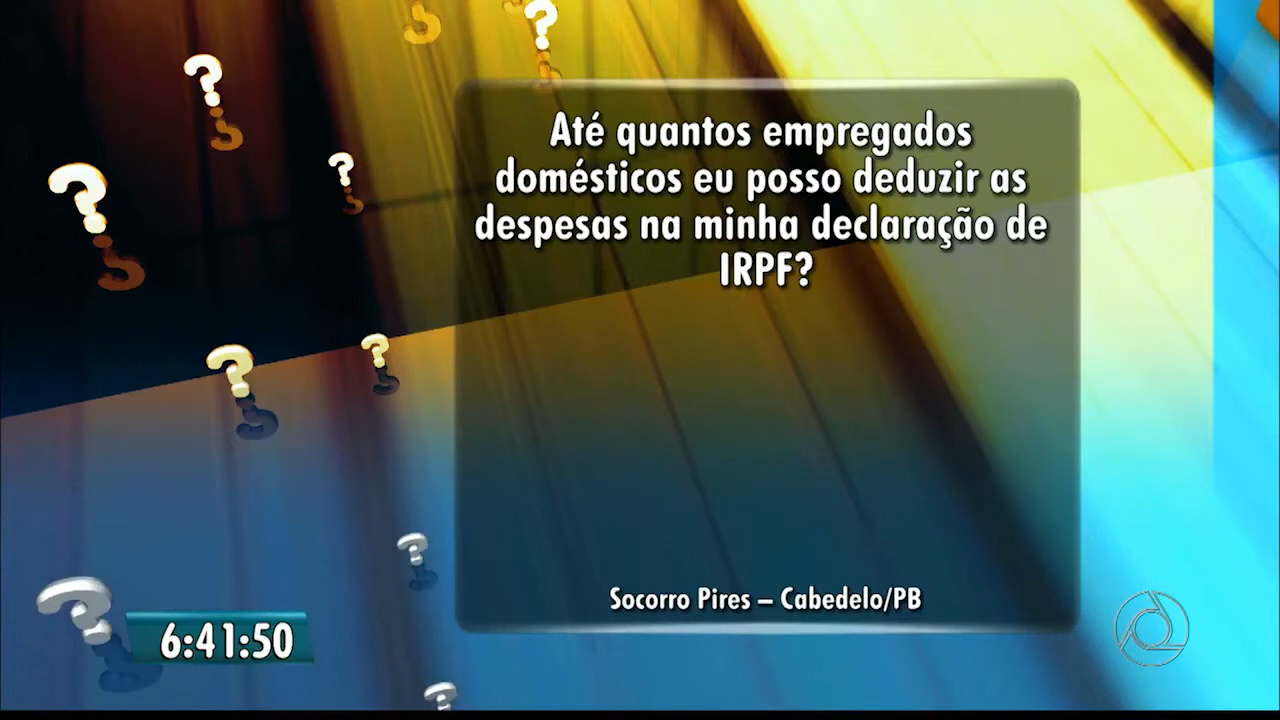 Até quantos empregados
domésticos eu posso deduzir as
despesas na minha declaração de
IRPF?
Socorro Pires – Cabedelo/PB
6:41:50